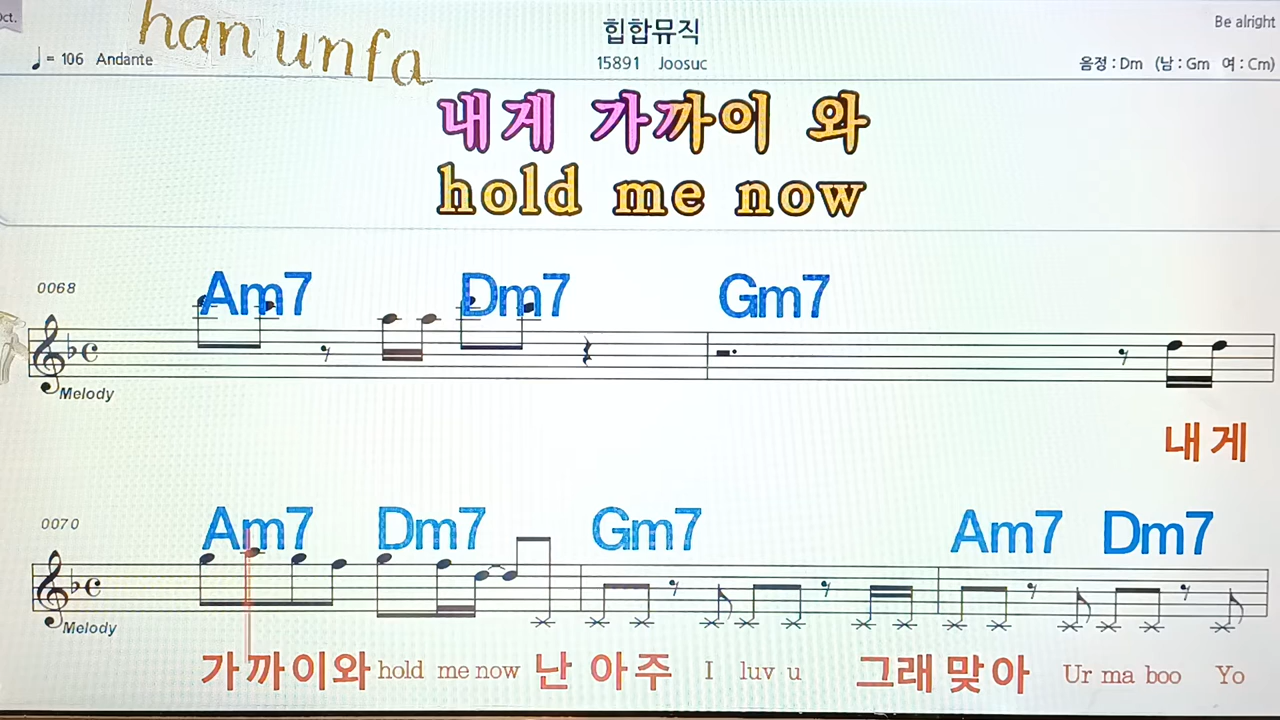 Oct.
han unfa
힙합뮤직
Be alright
♩= 106 Andante
15891 Joosuc
음정 : Dm (남 : Gm 여 : Cm)
내게 가까이 와
hold me now
0068
Am7 Dm7 Gm7
Melody
내게
0070
Am7 Dm7 Gm7 Am7 Dm7
Melody
가까이와 hold me now 난 아주 I luv u 그래 맞아 Ur ma boo Yo